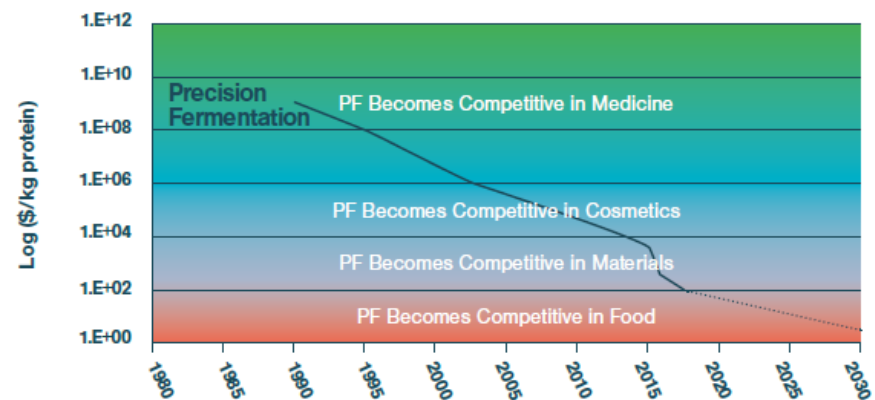 Log ($/kg protein)
1.E+12
1.E+10
1.E+08
1.E+06
1.E+04
1.E+02
1.E+00
Precision
Fermentation
PF Becomes Competitive in Medicine
PF Becomes Competitive in Cosmetics
PF Becomes Competitive in Materials
PF Becomes Competitive in Food
1980
1985
1990
1995
2000
2005
2010
2015
2020
2025
2030